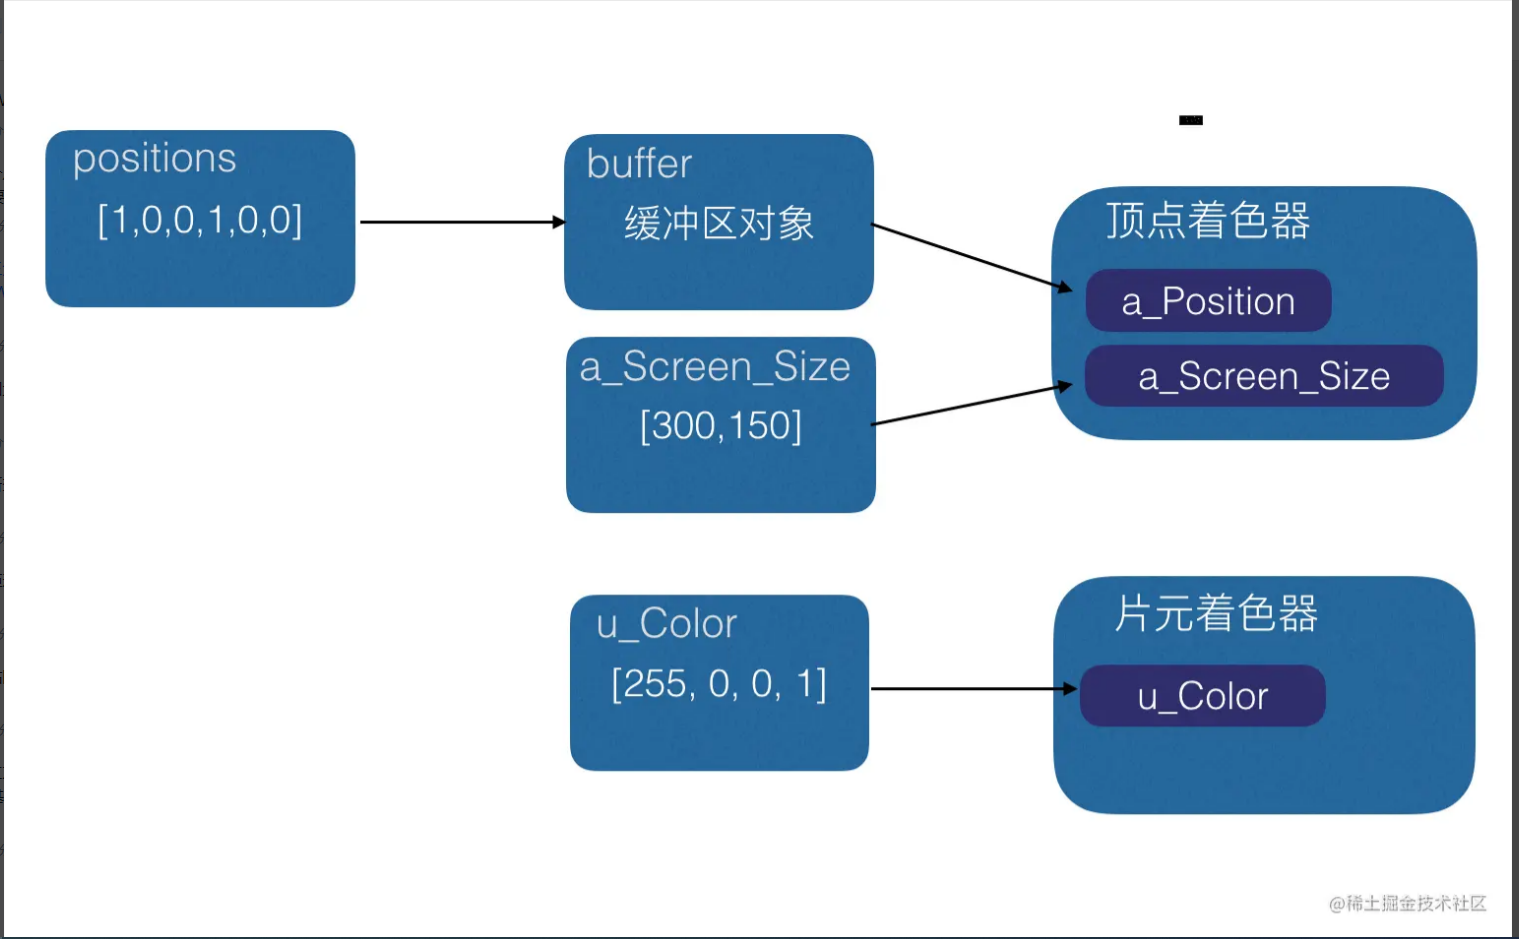 positions
[1,0,0,1,0,0]
buffer
缓冲区对象
顶点着色器
a_Position
a_Screen_Size
a_Screen_Size
[300,150]
u_Color
[255, 0, 0, 1]
片元着色器
u_Color
@稀土掘金技术社区